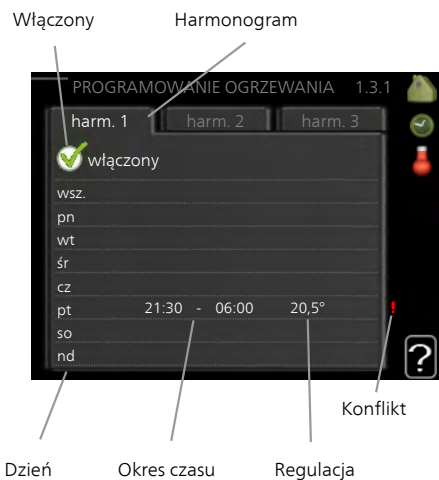 Włączony Harmonogram
PROGRAMOWANIE OGRZEWANIA 1.3.1
harm. 1 harm. 2 harm. 3
włączony
wsz.
pn
wt
śr
cz
pt 21:30 - 06:00 20,5° !
so
nd
?
Konflikt
Dzień Okres czasu Regulacja